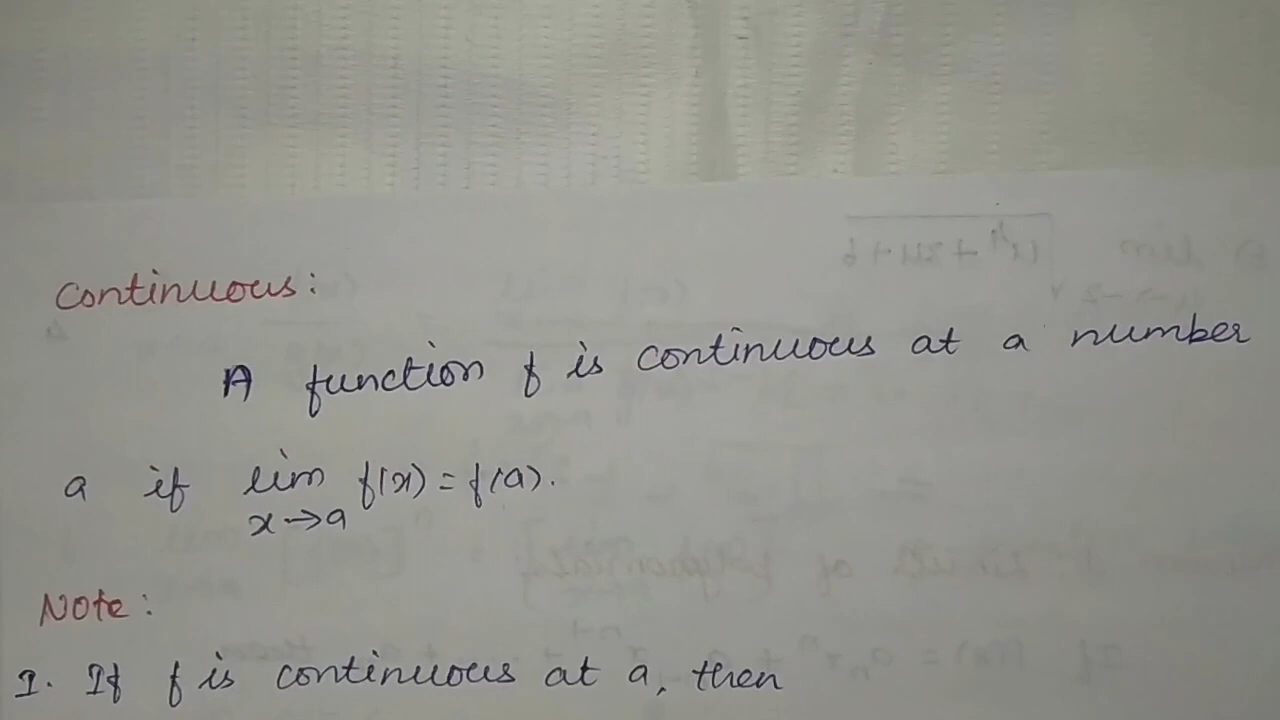 continuous:
A function f is continuous at a number
a if lim f(x) = f(a).
x→a
Note:
1. If f is continuous at a, then